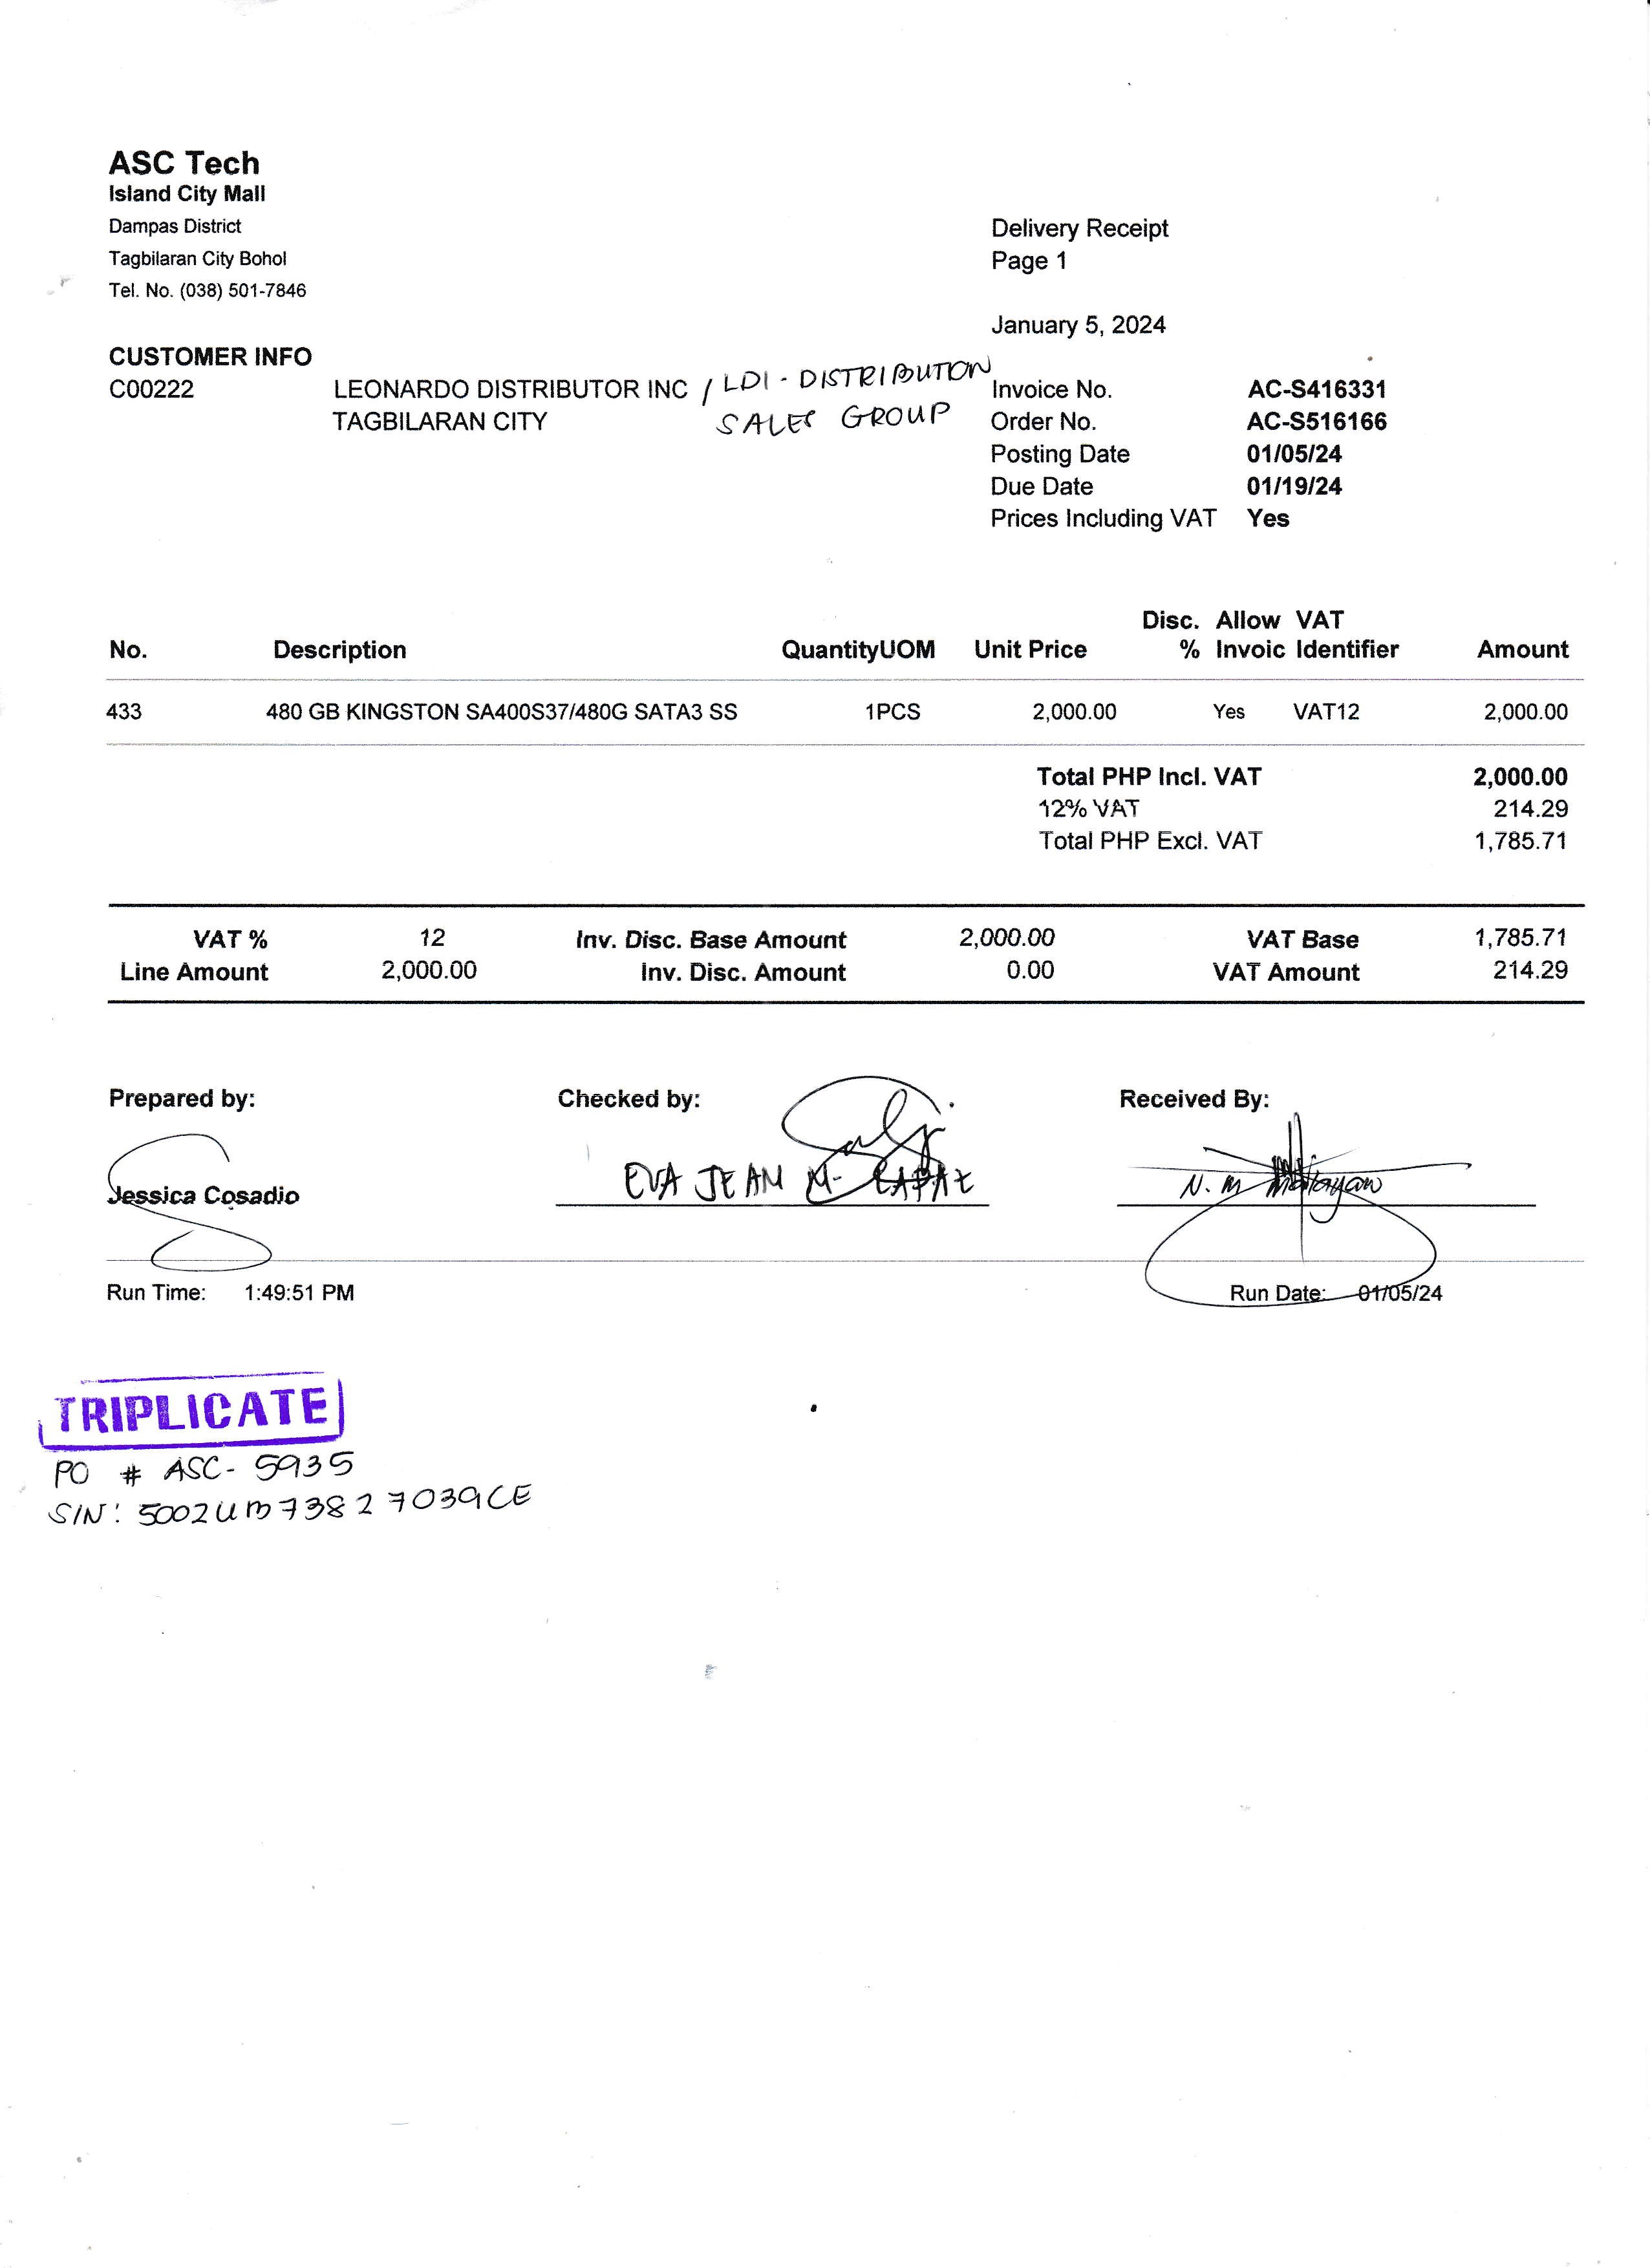 ASC Tech
Island City Mall
Dampas District
Tagbilaran City Bohol
Tel. No. (038) 501-7846
Delivery Receipt
Page 1
January 5, 2024
CUSTOMER INFO
C00222 LEONARDO DISTRIBUTOR INC / LDI - DISTRIBUTION
TAGBILARAN CITY SALES GROUP
Invoice No. AC-S416331
Order No. AC-S516166
Posting Date 01/05/24
Due Date 01/19/24
Prices Including VAT Yes
Disc. Allow VAT
No. Description QuantityUOM Unit Price % Invoic Identifier Amount
433 480 GB KINGSTON SA400S37/480G SATA3 SS 1PCS 2,000.00 Yes VAT12 2,000.00
Total PHP Incl. VAT 2,000.00
12% VAT 214.29
Total PHP Excl. VAT 1,785.71
VAT % 12 Inv. Disc. Base Amount 2,000.00 VAT Base 1,785.71
Line Amount 2,000.00 Inv. Disc. Amount 0.00 VAT Amount 214.29
Prepared by: Checked by: Received By:
Jessica Cosadio EVA JEAN M. N. M
Run Time: 1:49:51 PM Run Date: 01/05/24
TRIPLICATE
PO # ASC- 5935
S/N: